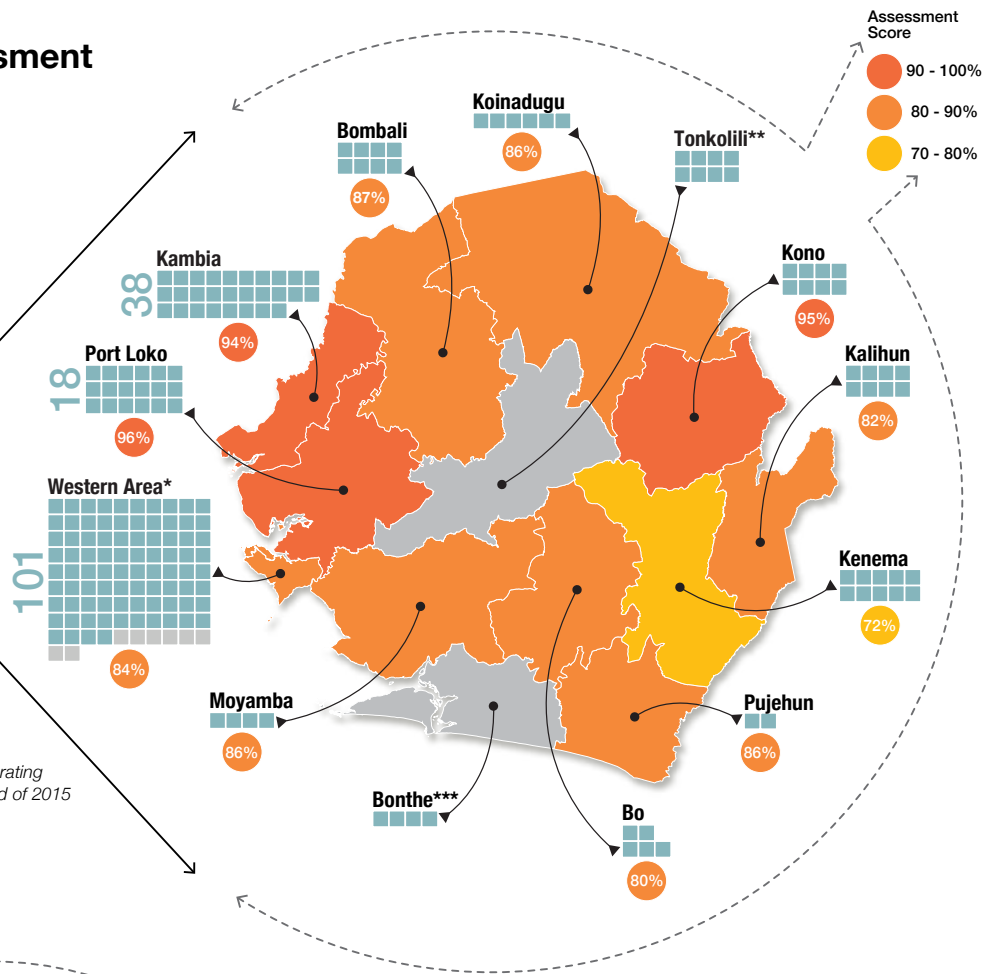 ssment
Assessment
Score
90 - 100%
80 - 90%
70 - 80%
Koinadugu
86%
Bombali
87%
Tonkolili**
Kambia
38
94%
Kono
95%
Port Loko
18
96%
Kalihun
82%
Western Area*
101
84%
Kenema
72%
Moyamba
86%
Pujehun
86%
rating
d of 2015
Bonthe***
Bo
80%